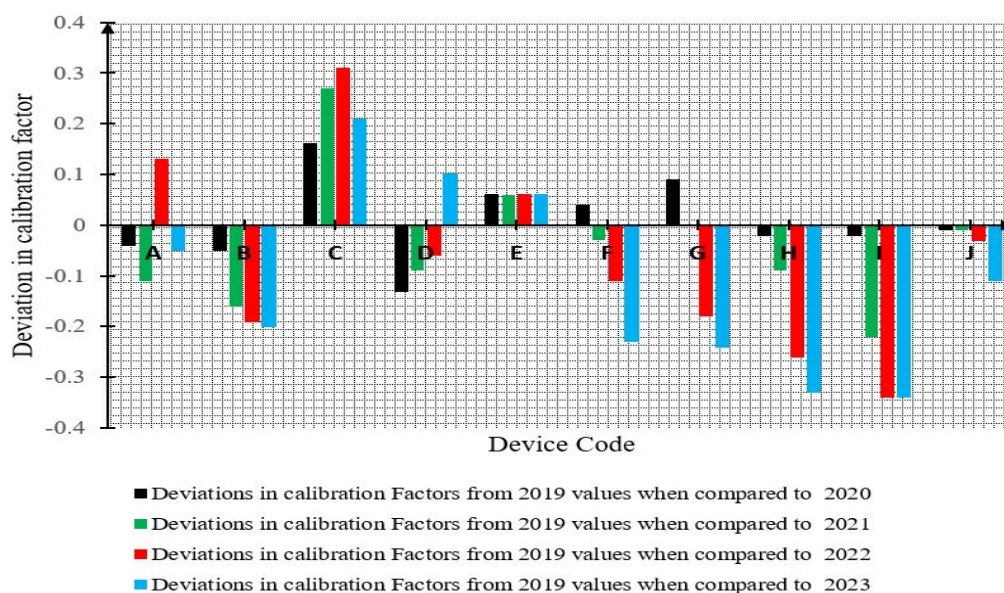 0.4
0.3
0.2
0.1
0
-0.1
-0.2
-0.3
-0.4
Deviation in calibration factor
A B C D E F G H I J
Device Code
Deviations in calibration Factors from 2019 values when compared to 2020
Deviations in calibration Factors from 2019 values when compared to 2021
Deviations in calibration Factors from 2019 values when compared to 2022
Deviations in calibration Factors from 2019 values when compared to 2023